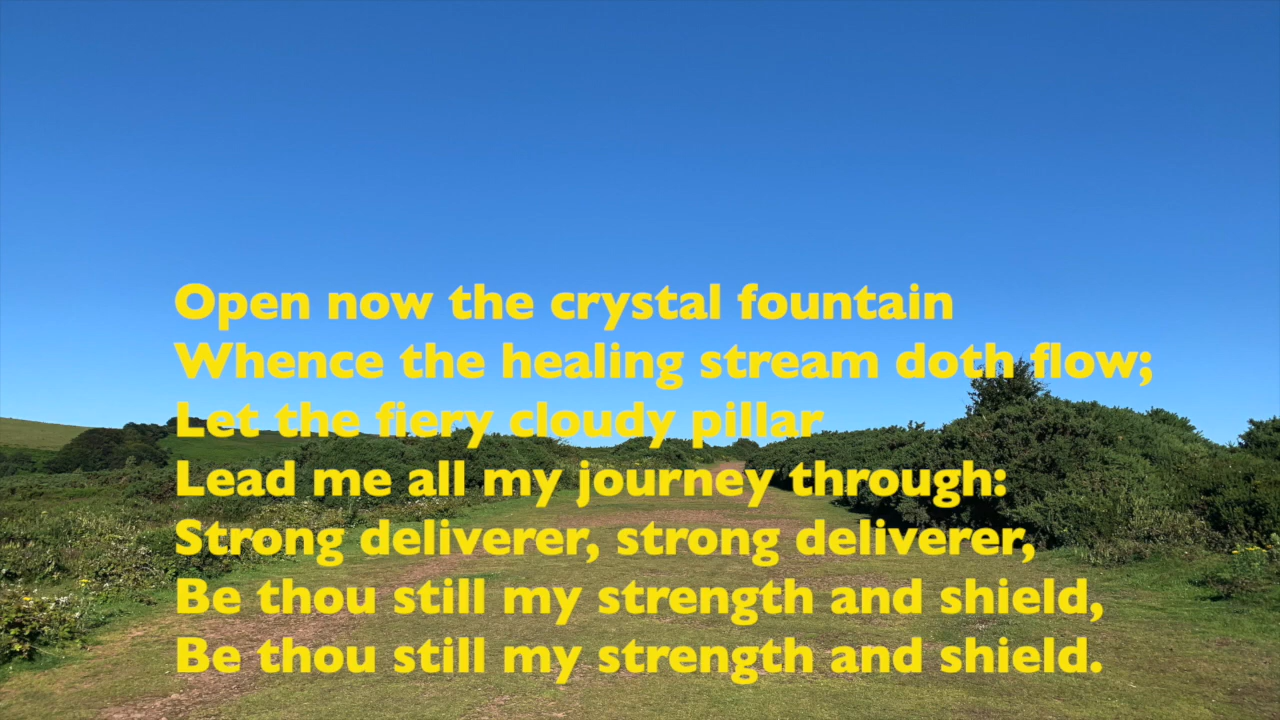 Open now the crystal fountain
Whence the healing stream doth flow;
Let the fiery cloudy pillar
Lead me all my journey through:
Strong deliverer, strong deliverer,
Be thou still my strength and shield,
Be thou still my strength and shield.